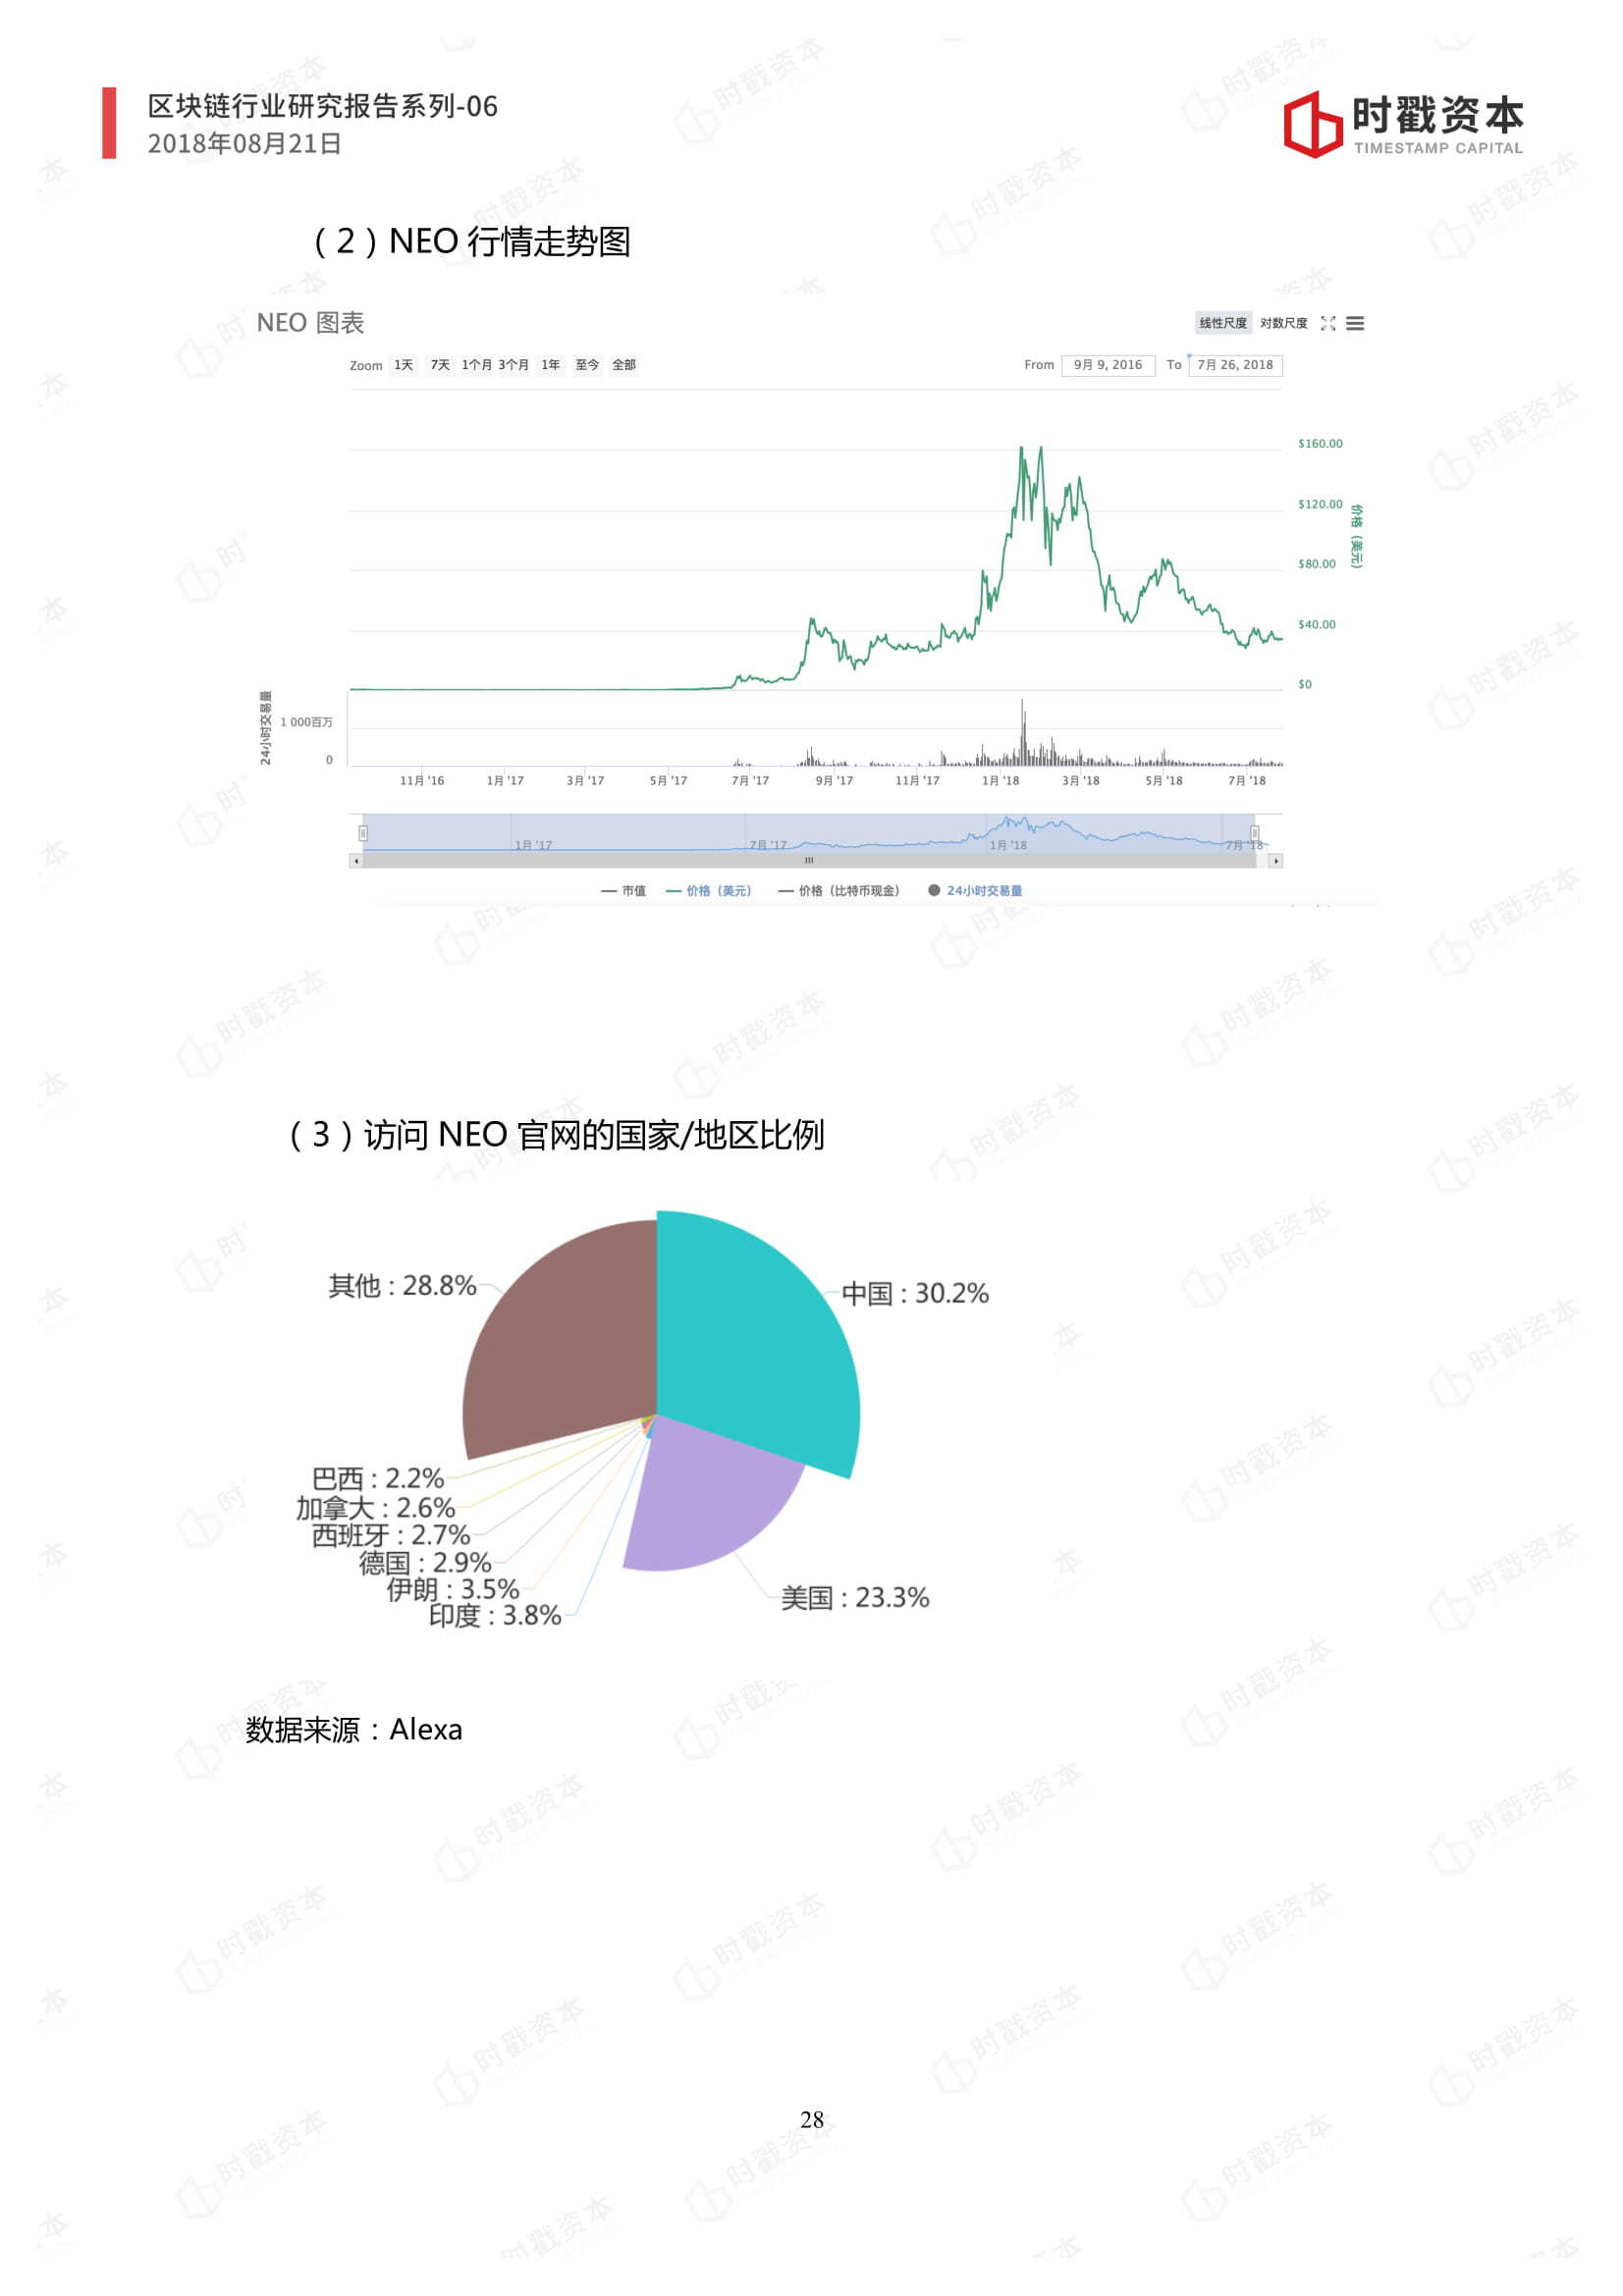 区块链行业研究报告系列-06
2018年08月21日
时戳资本
TIMESTAMP CAPITAL
（2）NEO 行情走势图
NEO 图表
线性尺度 对数尺度
Zoom 1天 7天 1个月 3个月 1年 至今 全部
From 9月 9, 2016 To 7月 26, 2018
$160.00
$120.00
$80.00
$40.00
$0
价格（美元）
24小时交易量
1 000百万
0
11月 '16 1月 '17 3月 '17 5月 '17 7月 '17 9月 '17 11月 '17 1月 '18 3月 '18 5月 '18 7月 '18
1月 '17 7月 '17 1月 '18 7月 '18
市值 价格（美元） 价格（比特币现金） 24小时交易量
（3）访问 NEO 官网的国家/地区比例
其他 : 28.8%
中国 : 30.2%
巴西 : 2.2%
加拿大 : 2.6%
西班牙 : 2.7%
德国 : 2.9%
伊朗 : 3.5%
印度 : 3.8%
美国 : 23.3%
数据来源：Alexa
28